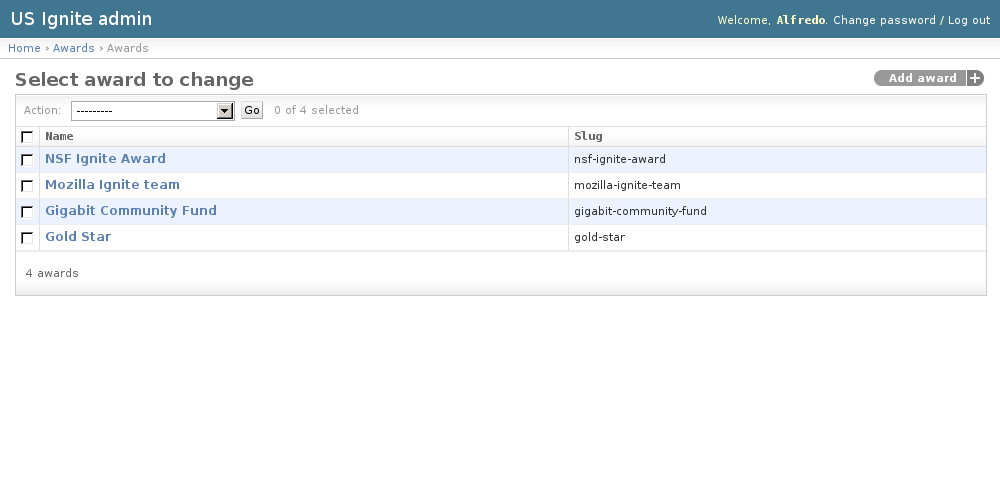 US Ignite admin
Welcome, Alfredo. Change password / Log out
Home › Awards › Awards
Select award to change
Add award +
Action: --------- Go 0 of 4 selected
Name Slug
NSF Ignite Award nsf-ignite-award
Mozilla Ignite team mozilla-ignite-team
Gigabit Community Fund gigabit-community-fund
Gold Star gold-star
4 awards